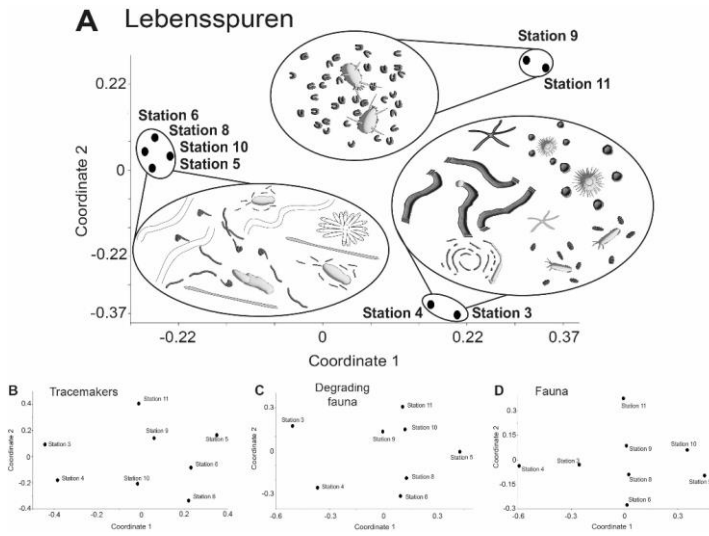 A Lebensspuren
Station 9
Station 11
0.22
Station 6
Station 8
Station 10
Station 5
0
Coordinate 2
-0.22
-0.37
Station 4 Station 3
-0.22 0 0.22 0.37
Coordinate 1
B Tracemakers
Station 11
0.4
Station 9
Station 5
0.2
Station 3
0
Coordinate 2
Station 6
Station 4
Station 10
-0.2
Station 8
-0.4
-0.4 -0.2 0 0.2 0.4
Coordinate 1
C Degrading
fauna
Station 11
0.3
Station 3
Station 10
Station 9
Coordinate 2
0
Station 5
Station 8
Station 4
-0.3
Station 6
-0.6 -0.3 0 0.3
Coordinate 1
D Fauna
Station 11
0.3
0.15
Station 9
Station 10
Coordinate 2
0
Station 3
Station 4
Station 8
-0.15
Station 6
-0.3
-0.6 -0.3 0 0.3
Coordinate 1